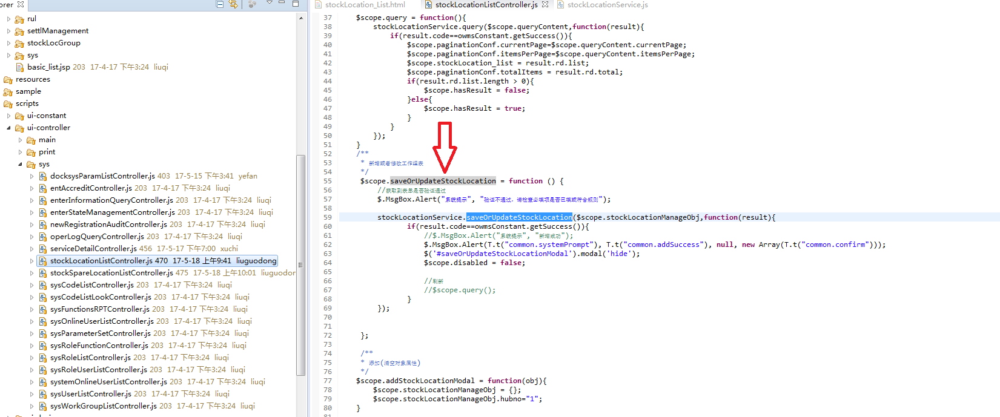 orer
rul
settlManagement
stockLocGroup
sys
basic_list.jsp 203 17-4-17 下午3:24 liuqi
resources
sample
scripts
ui-constant
ui-controller
main
print
sys
docksysParamListController.js 403 17-5-15 下午3:41 yefan
entAccreditController.js 203 17-4-17 下午3:24 liuqi
enterInformationQueryController.js 203 17-4-17 下午3:24 liuqi
enterStateManagementController.js 203 17-4-17 下午3:24 liuqi
newRegistrationAuditController.js 203 17-4-17 下午3:24 liuqi
operLogQueryController.js 203 17-4-17 下午3:24 liuqi
serviceDetailController.js 456 17-5-17 下午7:00 xuchi
stockLocationListController.js 470 17-5-18 上午9:41 liuguodong
stockSpareLocationListController.js 475 17-5-18 上午10:01 liuguodor
sysCodeListController.js 203 17-4-17 下午3:24 liuqi
sysCodeListLookController.js 203 17-4-17 下午3:24 liuqi
sysFunctionsRPTController.js 203 17-4-17 下午3:24 liuqi
sysOnlineUserListController.js 203 17-4-17 下午3:24 liuqi
sysParameterSetController.js 203 17-4-17 下午3:24 liuqi
sysRoleFunctionController.js 203 17-4-17 下午3:24 liuqi
sysRoleListController.js 203 17-4-17 下午3:24 liuqi
sysRoleUserListController.js 203 17-4-17 下午3:24 liuqi
systemOnlineUserListController.js 203 17-4-17 下午3:24 liuqi
sysUserListController.js 203 17-4-17 下午3:24 liuqi
sysWorkGroupListController.js 203 17-4-17 下午3:24 liuqi
stockLocation_List.html stockLocationListController.js stockLocationService.js
37 $scope.query = function(){
38 stockLocationService.query($scope.queryContent,function(result){
39 if(result.code==owmsConstant.getSuccess()){
40 $scope.paginationConf.currentPage=$scope.queryContent.currentPage;
41 $scope.paginationConf.itemsPerPage=$scope.queryContent.itemsPerPage;
42 $scope.stockLocation_list = result.rd.list;
43 $scope.paginationConf.totalItems = result.rd.total;
44 if(result.rd.list.length > 0){
45 $scope.hasResult = false;
46 }else{
47 $scope.hasResult = true;
48 }
49 }
50 });
51 }
52 /**
53 * 新增或者修改工作组表
54 */
55 $scope.saveOrUpdateStockLocation = function () {
56 //获取到表单是否验证通过
57 $.MsgBox.Alert("系统提示", "验证不通过，请检查必填项是否已填或符合规则");
58
59 stockLocationService.saveOrUpdateStockLocation($scope.stockLocationManageObj,function(result){
60 if(result.code==owmsConstant.getSuccess()){
61 //$.MsgBox.Alert("系统提示", "新增成功");
62 $.MsgBox.Alert(T.t("common.systemPrompt"), T.t("common.addSuccess"), null, new Array(T.t("common.confirm")));
63 $('#saveOrUpdateStockLocationModal').modal('hide');
64 $scope.disabled = false;
65
66 //刷新
67 //$scope.query();
68 }
69 });
70
71
72 };
73
74 /**
75 * 添加(清空对象属性)
76 */
77 $scope.addStockLocationModal = function(obj){
78 $scope.stockLocationManageObj = {};
79 $scope.stockLocationManageObj.hubno="1";
80 }